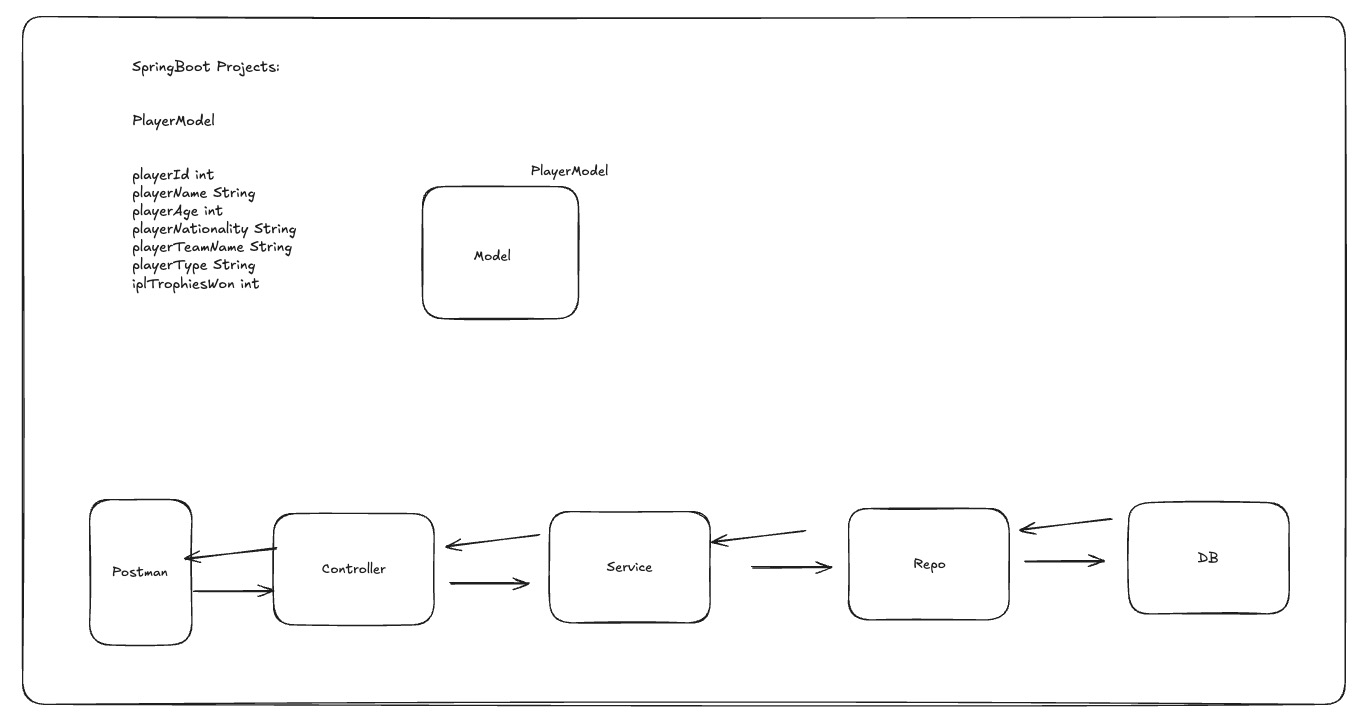 SpringBoot Projects:
PlayerModel
playerId int
playerName String
playerAge int
playerNationality String
playerTeamName String
playerType String
iplTrophiesWon int
PlayerModel
Model
Postman
Controller
Service
Repo
DB